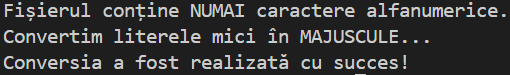 Fișierul conține NUMAI caractere alfanumerice.
Convertim literele mici în MAJUSCULE...
Conversia a fost realizată cu succes!